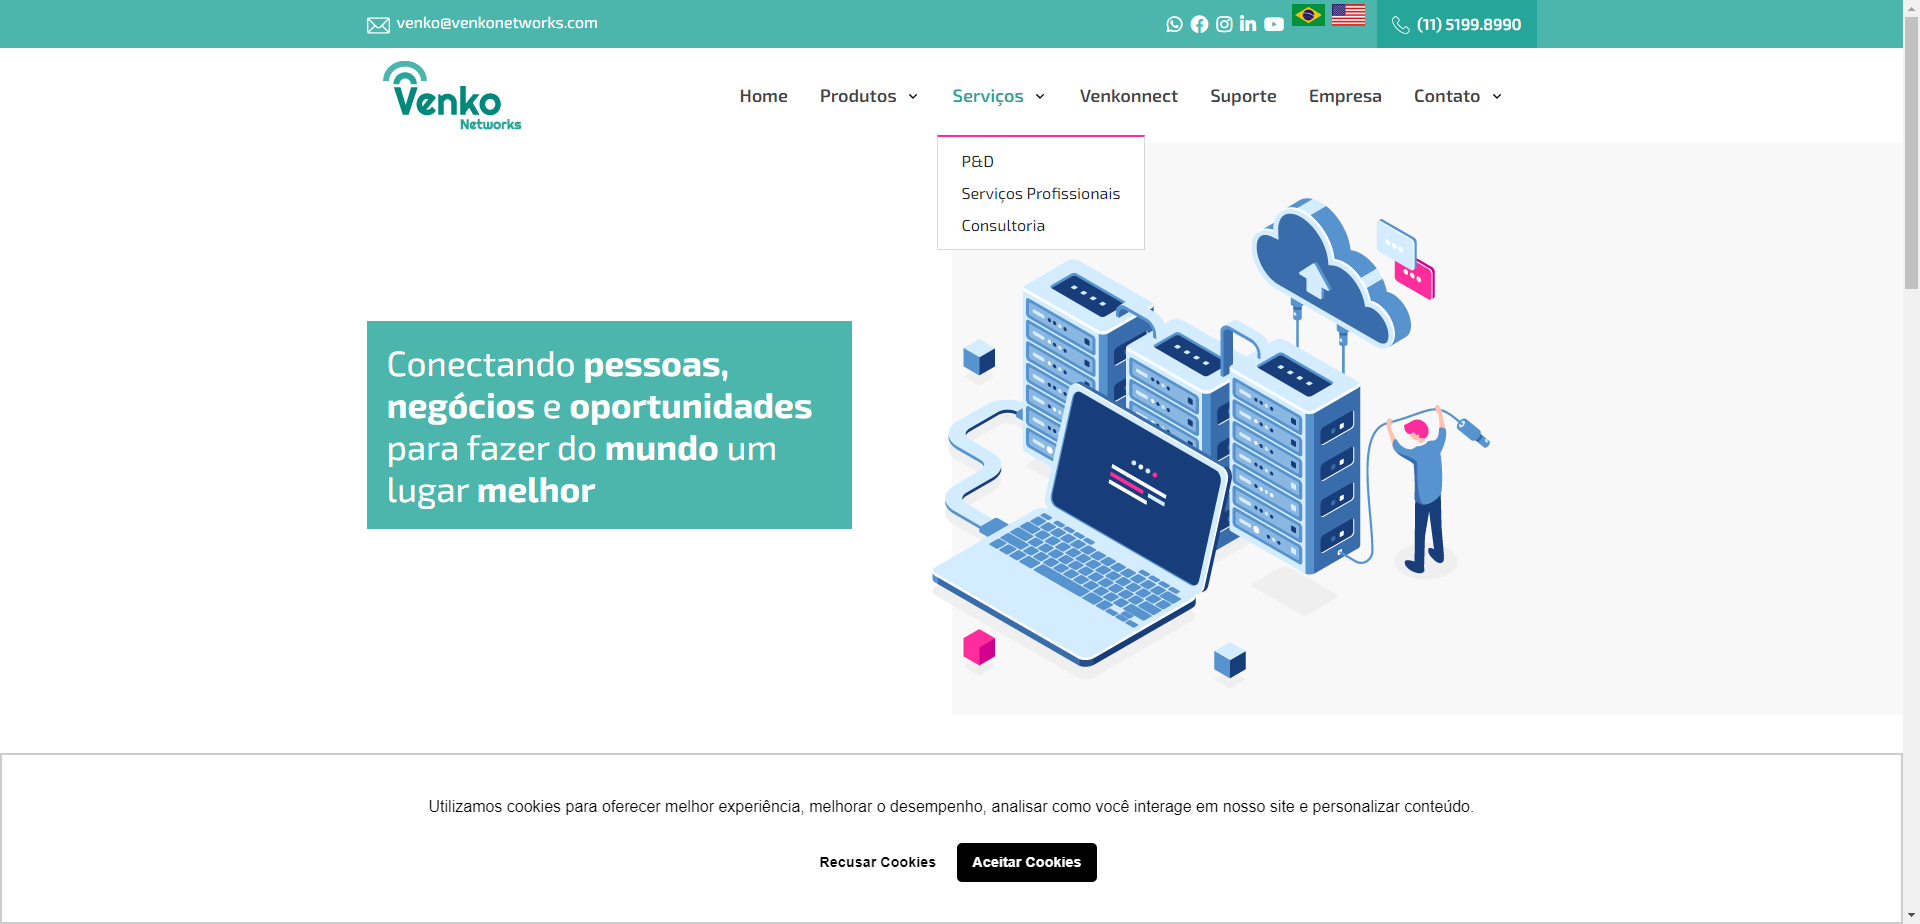 venko@venkonetworks.com
(11) 5199.8990
Venko
Networks
Home Produtos Serviços Venkonnect Suporte Empresa Contato
P&D
Serviços Profissionais
Consultoria
Conectando pessoas,
negócios e oportunidades
para fazer do mundo um
lugar melhor
Utilizamos cookies para oferecer melhor experiência, melhorar o desempenho, analisar como você interage em nosso site e personalizar conteúdo.
Recusar Cookies Aceitar Cookies